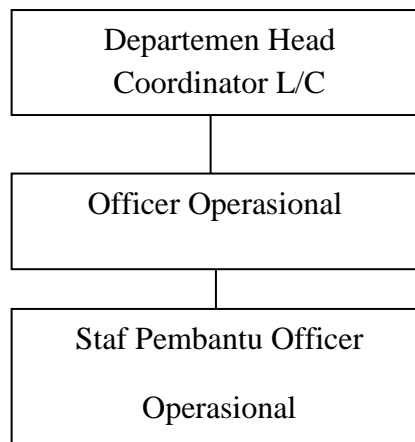 Departemen Head
Coordinator L/C
Officer Operasional
Staf Pembantu Officer
Operasional